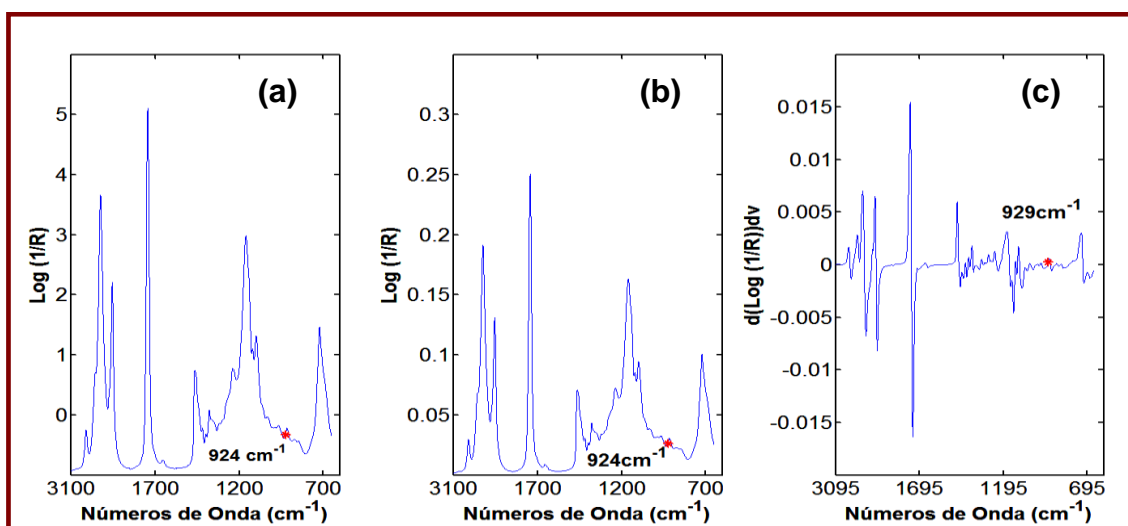 (a)
Log (1/R)
5
4
3
2
1
0
924 cm-1
3100 1700 1200 700
Números de Onda (cm-1)
(b)
Log (1/R)
0.3
0.25
0.2
0.15
0.1
0.05
924cm-1
3100 1700 1200 700
Números de Onda (cm-1)
(c)
d(Log (1/R))dv
0.015
0.01
0.005
0
-0.005
-0.01
-0.015
929cm-1
3095 1695 1195 695
Números de Onda (cm-1)